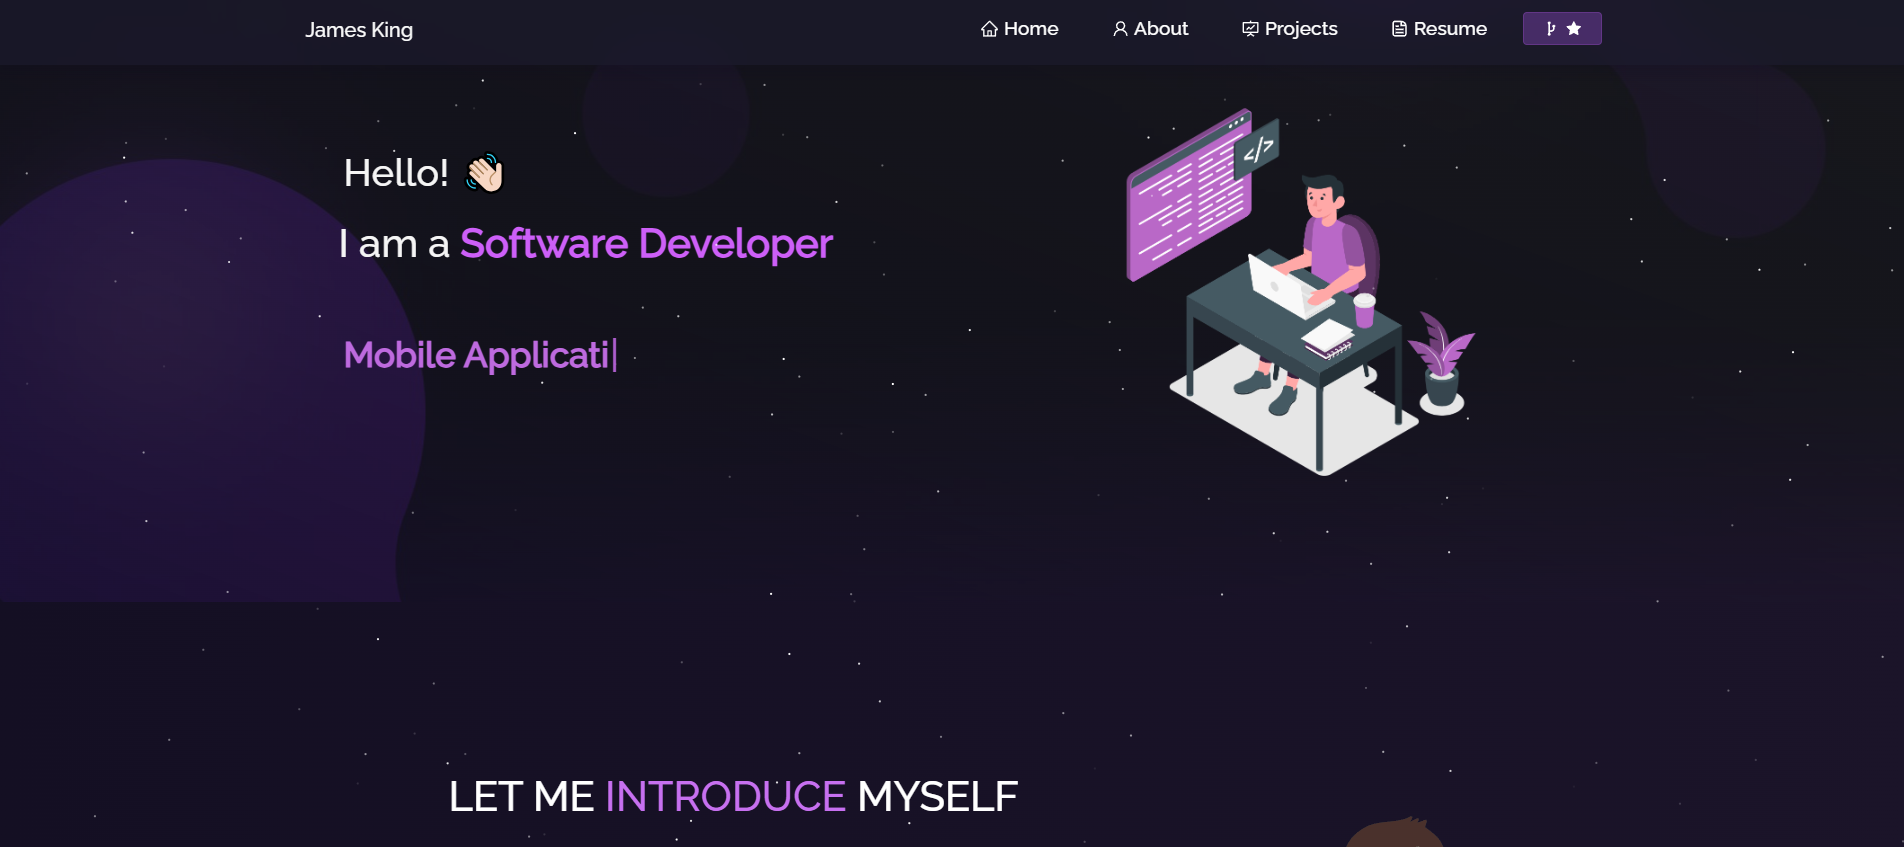 James King
Home
About
Projects
Resume
Hello! 👋🏻
I am a Software Developer
Mobile Applicati|
</>
LET ME INTRODUCE MYSELF